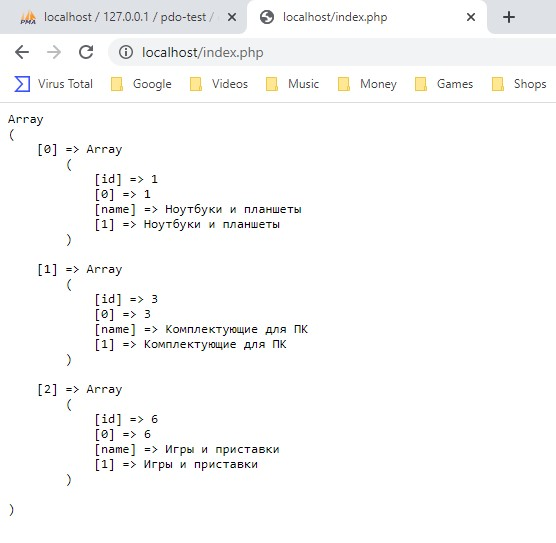 localhost / 127.0.0.1 / pdo-test /
localhost/index.php
localhost/index.php
Virus Total
Google
Videos
Music
Money
Games
Shops
Array
(
[0] => Array
(
[id] => 1
[0] => 1
[name] => Ноутбуки и планшеты
[1] => Ноутбуки и планшеты
)
[1] => Array
(
[id] => 3
[0] => 3
[name] => Комплектующие для ПК
[1] => Комплектующие для ПК
)
[2] => Array
(
[id] => 6
[0] => 6
[name] => Игры и приставки
[1] => Игры и приставки
)
)